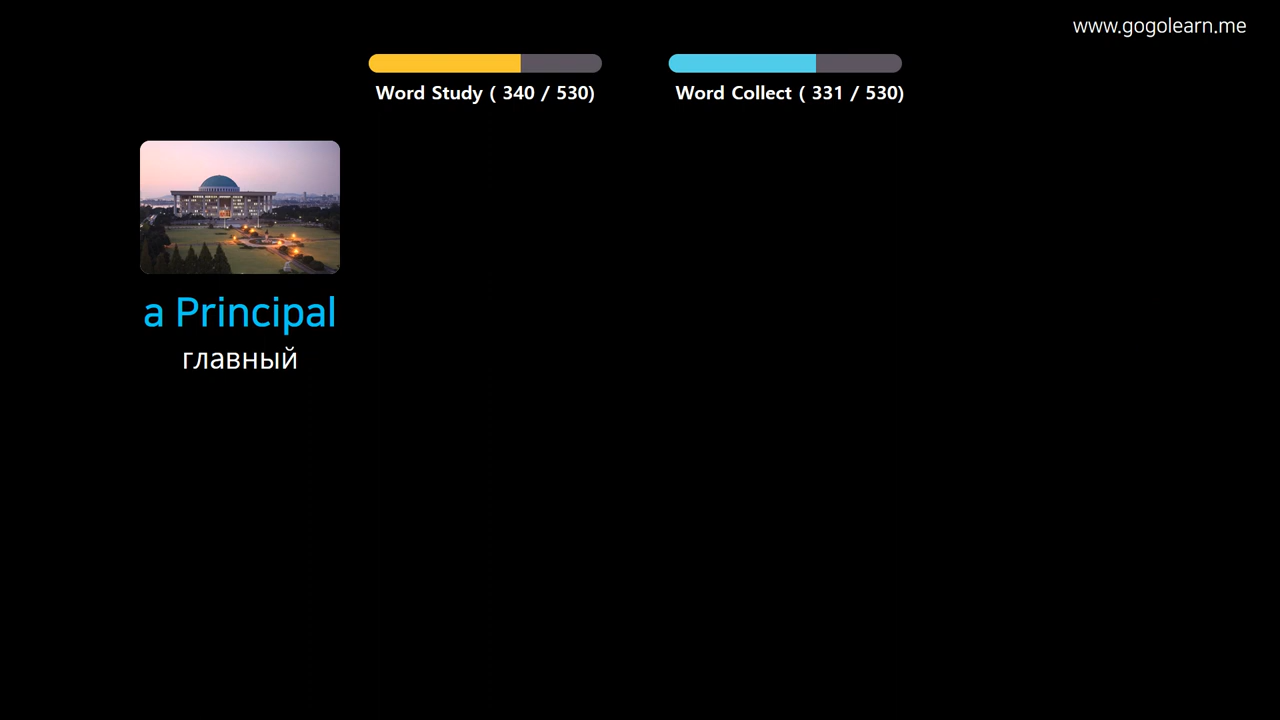 www.gogolearn.me
Word Study ( 340 / 530)
Word Collect ( 331 / 530)
a Principal
главный